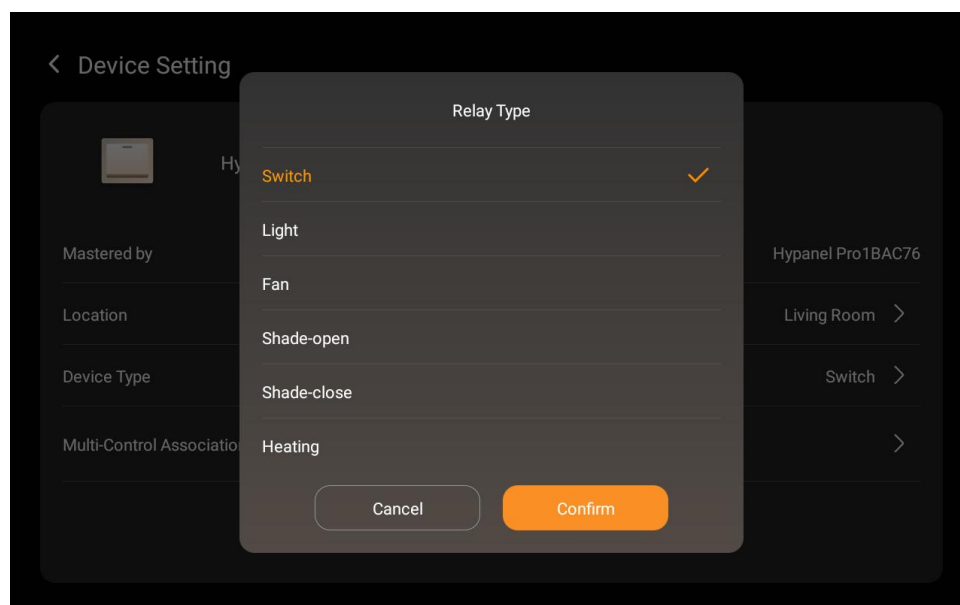 Device Setting
Hy
Relay Type
Switch
Light
Fan
Shade-open
Shade-close
Heating
Cancel
Confirm
Mastered by
Hypanel Pro1BAC76
Location
Living Room
Device Type
Switch
Multi-Control Associatio